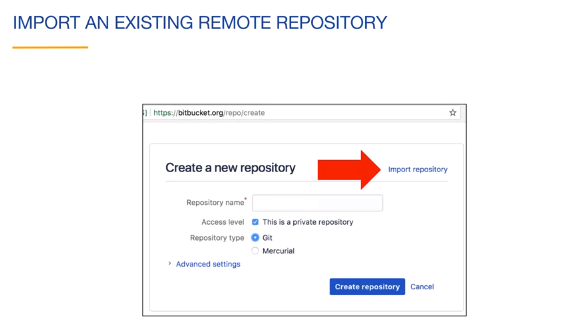 IMPORT AN EXISTING REMOTE REPOSITORY
https://bitbucket.org/repo/create
Create a new repository
Import repository
Repository name*
Access level This is a private repository
Repository type Git
Mercurial
Advanced settings
Create repository Cancel